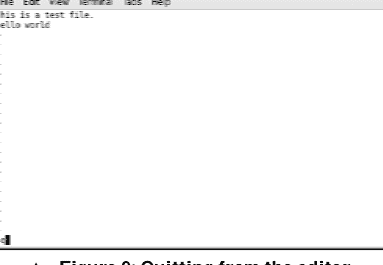 File Edit View Terminal Tabs Help
his is a test file.
ello world
Figure 9: Quitting from the editor